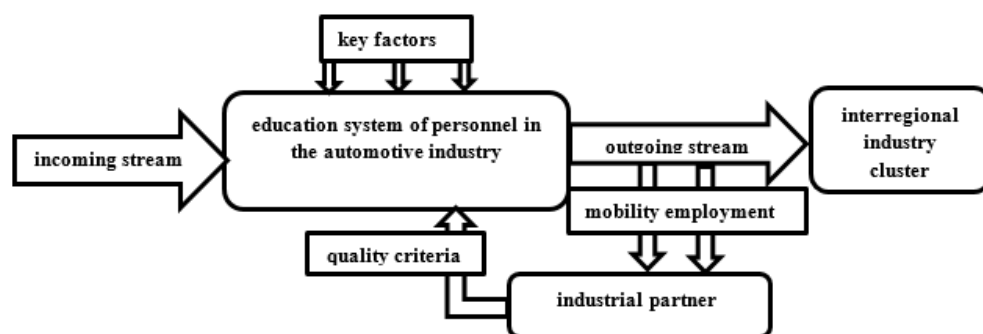 key factors
education system of personnel in
the automotive industry
incoming stream
outgoing stream
interregional
industry
cluster
mobility employment
quality criteria
industrial partner